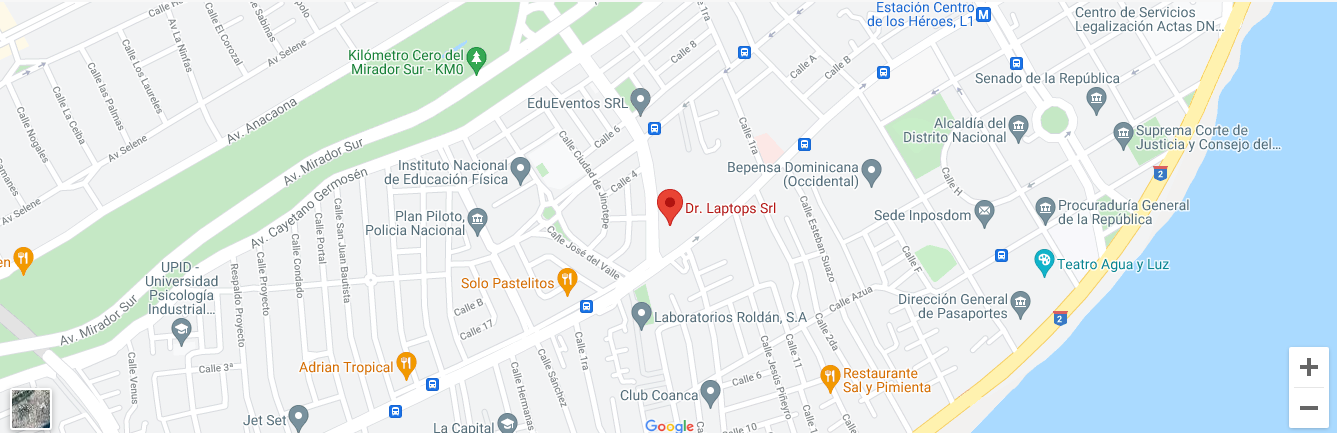 Av Selene
Av La Ninfas
Calle El Corozal
Calle Sabinas
Av Selene
Calle Los Laureles
Calle las Palmas
Calle La Ceiba
Av Selene
Calle Nogales
Av. Anacaona
Kilómetro Cero del
Mirador Sur - KM0
Calle 8
Calle 1ra
Calle A
Calle B
Estación Centro
de los Héroes, L1
M
Centro de Servicios
Legalización Actas DN...
Senado de la República
EduEventos SRL
Calle 6
Calle 1ra
Alcaldía del
Distrito Nacional
Suprema Corte de
Justicia y Consejo del...
2
Av. Mirador Sur
Instituto Nacional
de Educación Física
Calle 4
Calle Ciudad de Jinotepe
Bepensa Dominicana
(Occidental)
Calle H
Av. Cayetano Germosén
Plan Piloto,
Policia Nacional
Dr. Laptops Srl
Sede Inposdom
Procuraduría General
de la República
Calle San Juan Bautista
Calle Portal
Calle Condado
Calle Proyecto
Respaldo Proyecto
Calle José del Valle
Calle Esteban Suazo
Calle F
Teatro Agua y Luz
en
UPID -
Universidad
Psicología
Industrial...
Solo Pastelitos
Calle B
Calle 17
Calle Azua
Dirección General
de Pasaportes
2
Av. Mirador Sur
Laboratorios Roldán, S.A
Calle 2da
Calle 11
Calle 1ra
Calle 3ª
Calle Venus
Adrian Tropical
Calle Sánchez
Calle Hermanas
Calle Jesús Piñeyro
Calle 6
Restaurante
Sal y Pimienta
Club Coanca
Jet Set
La Capital
Google
Calle 10
+
−